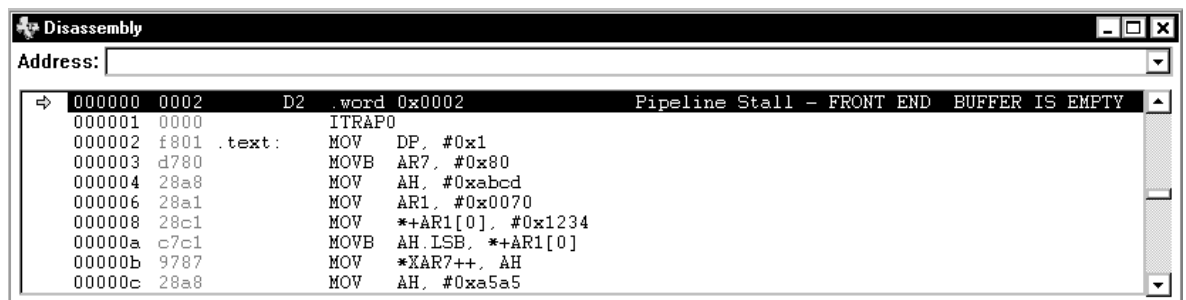 Disassembly
Address:
000000 0002 D2 .word 0x0002 Pipeline Stall - FRONT END BUFFER IS EMPTY
000001 0000 ITRAP0
000002 f801 .text: MOV DP, #0x1
000003 d780 MOVB AR7, #0x80
000004 28a8 MOV AH, #0xabcd
000006 28a1 MOV AR1, #0x0070
000008 28c1 MOV *+AR1[0], #0x1234
00000a c7c1 MOVB AH.LSB, *+AR1[0]
00000b 9787 MOV *XAR7++, AH
00000c 28a8 MOV AH, #0xa5a5